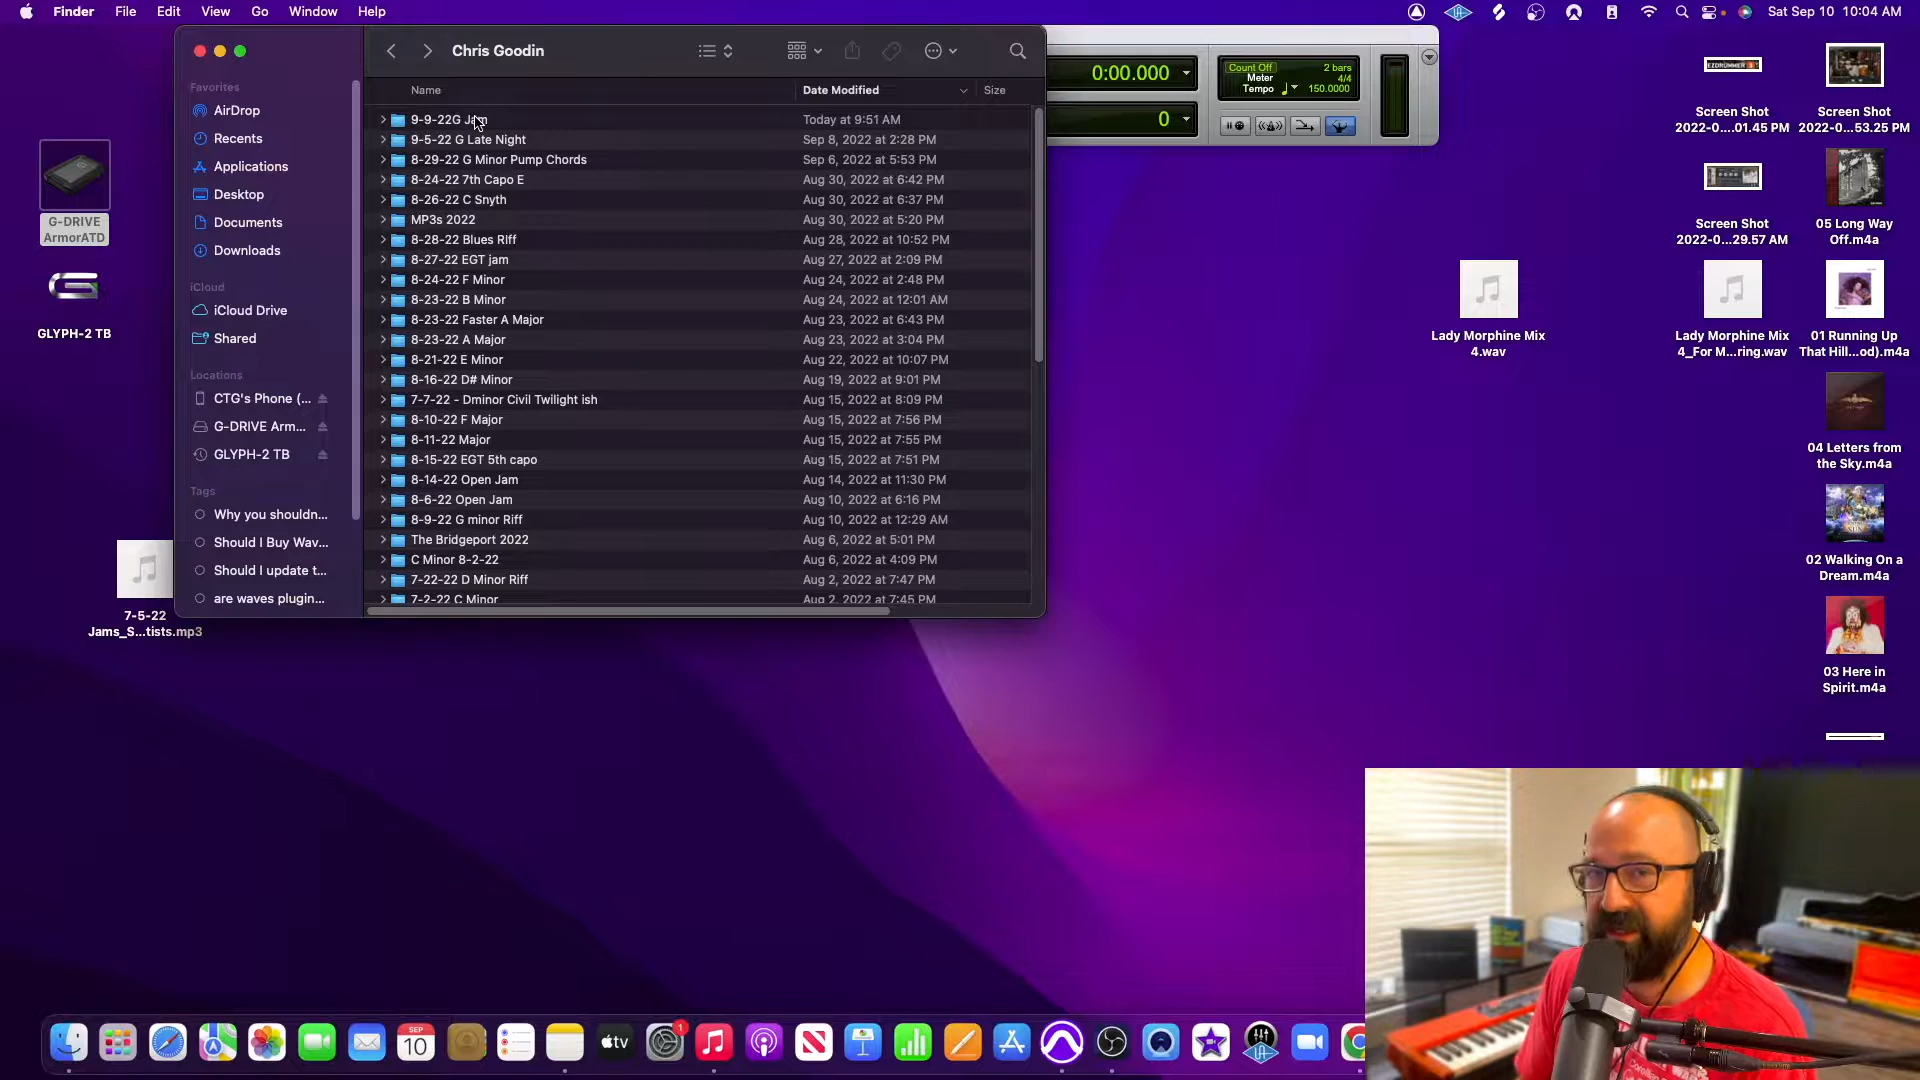 Finder File Edit View Go Window Help
Sat Sep 10 10:04 AM
Chris Goodin
Favorites
AirDrop
Recents
Applications
Desktop
Documents
Downloads
iCloud
iCloud Drive
Shared
Locations
CTG's Phone (...
G-DRIVE Arm...
GLYPH-2 TB
Tags
Why you shouldn...
Should I Buy Wav...
Should I update t...
are waves plugin...
Name Date Modified Size
9-9-22G Jam Today at 9:51 AM
9-5-22 G Late Night Sep 8, 2022 at 2:28 PM
8-29-22 G Minor Pump Chords Sep 6, 2022 at 5:53 PM
8-24-22 7th Capo E Aug 30, 2022 at 6:42 PM
8-26-22 C Snyth Aug 30, 2022 at 6:37 PM
MP3s 2022 Aug 30, 2022 at 5:20 PM
8-28-22 Blues RIff Aug 28, 2022 at 10:52 PM
8-27-22 EGT jam Aug 27, 2022 at 2:09 PM
8-24-22 F Minor Aug 24, 2022 at 2:48 PM
8-23-22 B Minor Aug 24, 2022 at 12:01 AM
8-23-22 Faster A Major Aug 23, 2022 at 6:43 PM
8-23-22 A Major Aug 23, 2022 at 3:04 PM
8-21-22 E Minor Aug 22, 2022 at 10:07 PM
8-16-22 D# Minor Aug 19, 2022 at 9:01 PM
7-7-22 - Dminor Civil Twilight ish Aug 15, 2022 at 8:09 PM
8-10-22 F Major Aug 15, 2022 at 7:56 PM
8-11-22 Major Aug 15, 2022 at 7:55 PM
8-15-22 EGT 5th capo Aug 15, 2022 at 7:51 PM
8-14-22 Open Jam Aug 14, 2022 at 11:30 PM
8-6-22 Open Jam Aug 10, 2022 at 6:16 PM
8-9-22 G minor Riff Aug 10, 2022 at 12:29 AM
The Bridgeport 2022 Aug 6, 2022 at 5:01 PM
C Minor 8-2-22 Aug 6, 2022 at 4:09 PM
7-22-22 D Minor Riff Aug 2, 2022 at 7:47 PM
7-2-22 C Minor Aug 2, 2022 at 7:45 PM
0:00.000
0
Count Off 2 bars
Meter 4/4
Tempo 150.0000
G-DRIVE
ArmorATD
GLYPH-2 TB
7-5-22
Jams_S...tists.mp3
EZDRUMMER 3
Screen Shot
2022-0....01.45 PM
Screen Shot
2022-0...53.25 PM
Screen Shot
2022-0...29.57 AM
05 Long Way
Off.m4a
Lady Morphine Mix
4.wav
Lady Morphine Mix
4_For M...ring.wav
01 Running Up
That Hill...od).m4a
04 Letters from
the Sky.m4a
02 Walking On a
Dream.m4a
03 Here in
Spirit.m4a
SEP
10
tv
1